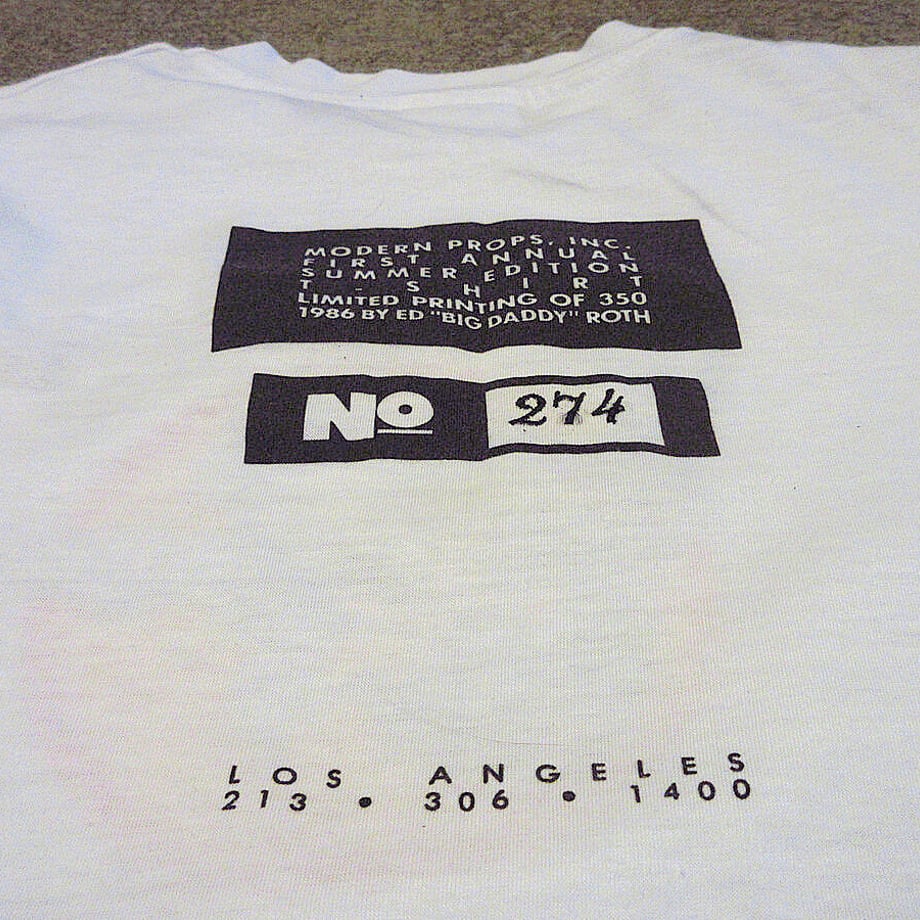 MODERN PROPS, INC.
FIRST ANNUAL
SUMMER EDITION
T-SHIRT
LIMITED PRINTING OF 350
1986 BY ED "BIG DADDY" ROTH
No 274
LOS ANGELES
213 • 306 • 1400